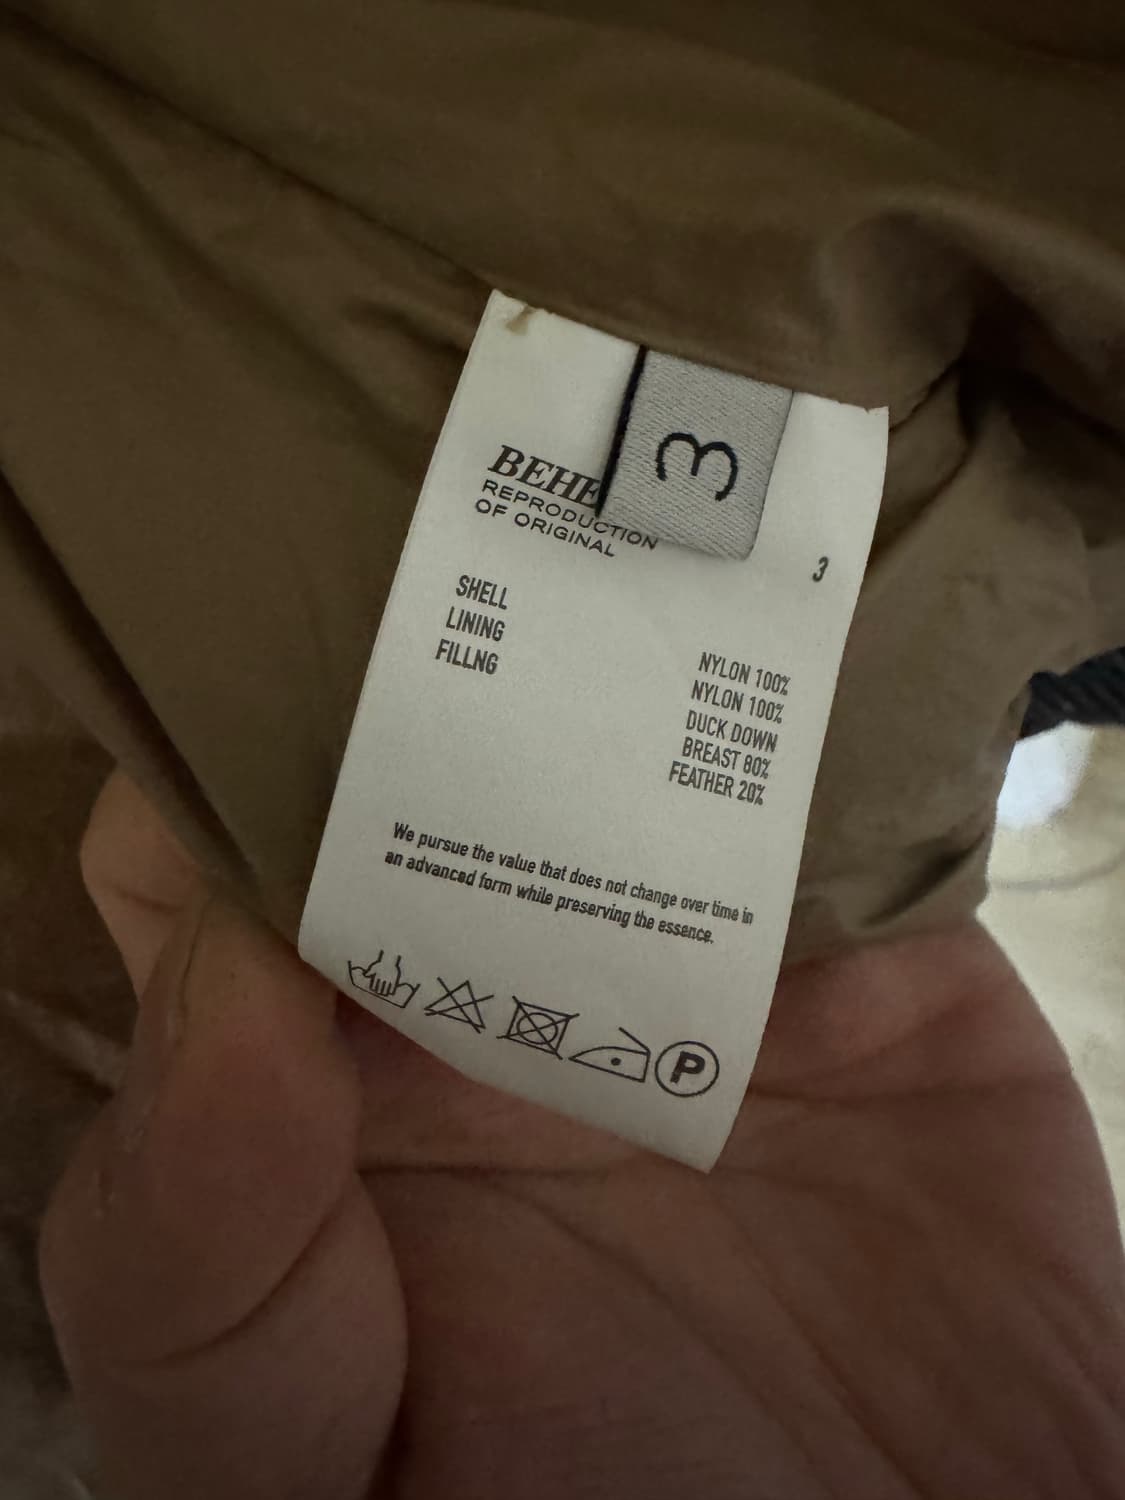 3
REPRODUCTION
OF ORIGINAL
3
SHELL
LINING
FILLNG
NYLON 100%
NYLON 100%
DUCK DOWN
BREAST 80%
FEATHER 20%
We pursue the value that does not change over time in
an advanced form while preserving the essence.
P